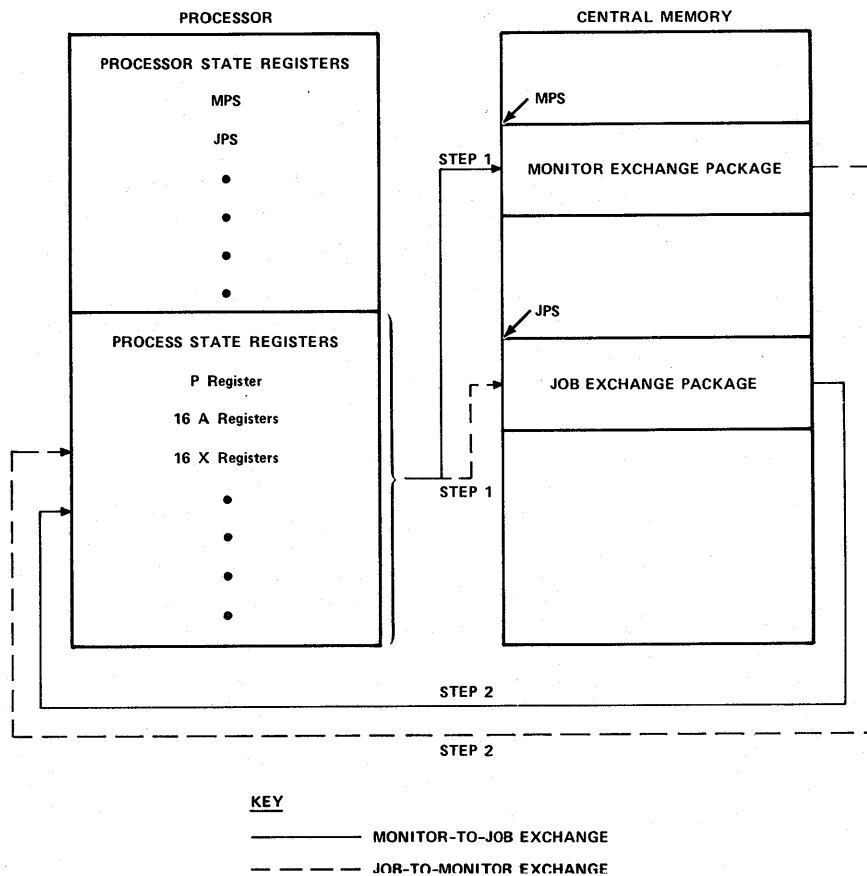 PROCESSOR
CENTRAL MEMORY
PROCESSOR STATE REGISTERS
MPS
JPS
MPS
STEP 1
MONITOR EXCHANGE PACKAGE
JPS
PROCESS STATE REGISTERS
P Register
16 A Registers
16 X Registers
JOB EXCHANGE PACKAGE
STEP 1
STEP 2
STEP 2
KEY
MONITOR-TO-JOB EXCHANGE
JOB-TO-MONITOR EXCHANGE